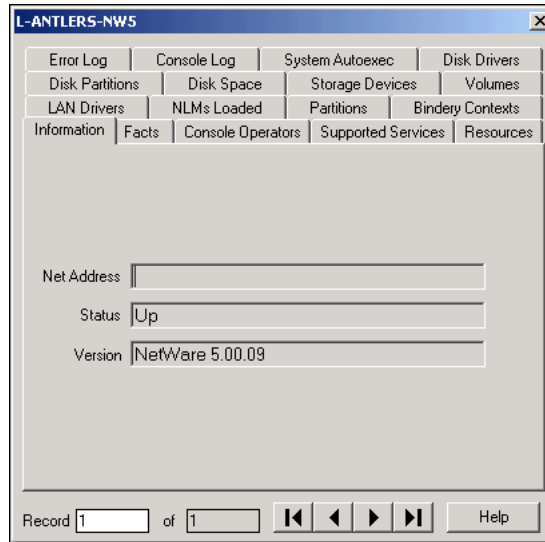 L-ANTLERS-NW5
Error Log Console Log System Autoexec Disk Drivers
Disk Partitions Disk Space Storage Devices Volumes
LAN Drivers NLMs Loaded Partitions Bindery Contexts
Information Facts Console Operators Supported Services Resources
Net Address
Status Up
Version NetWare 5.00.09
Record 1 of 1 Help